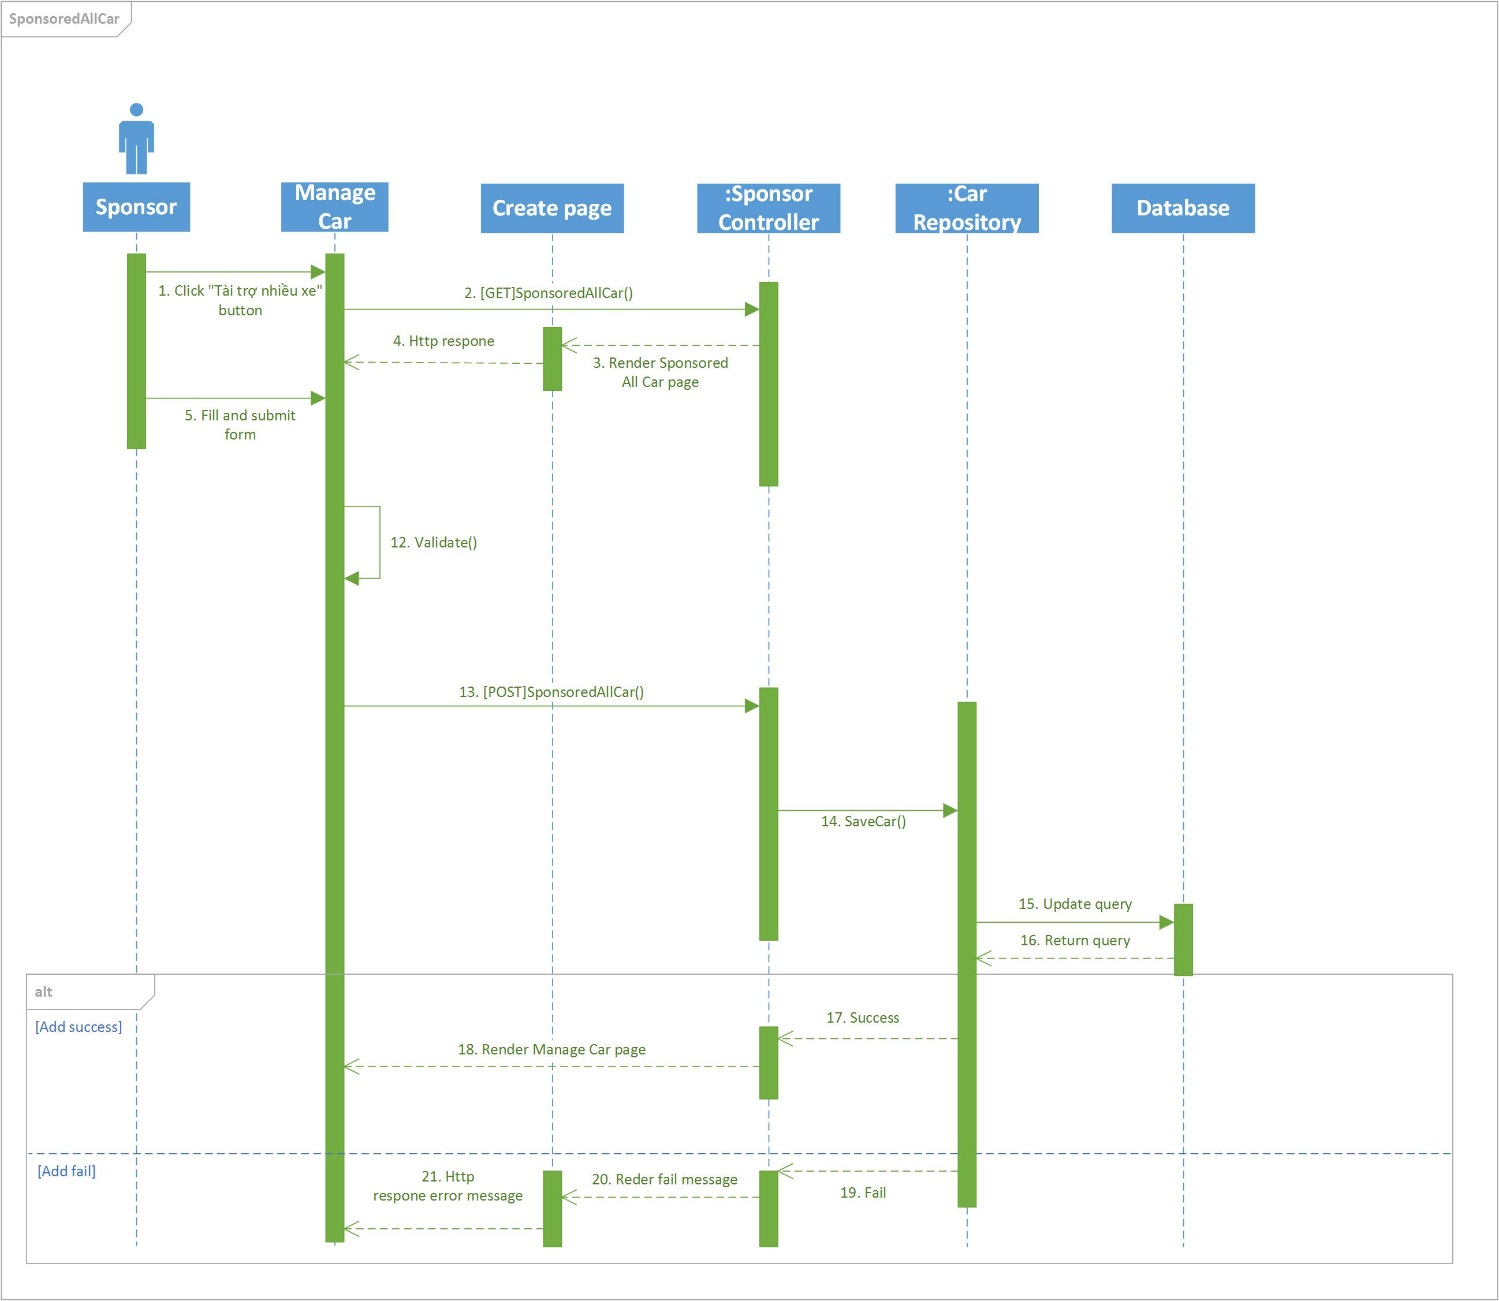 SponsoredAllCar
Sponsor
Manage
Car
Create page
:Sponsor
Controller
:Car
Repository
Database
1. Click "Tài trợ nhiều xe"
button
2. [GET]SponsoredAllCar()
4. Http respone
3. Render Sponsored
All Car page
5. Fill and submit
form
12. Validate()
13. [POST]SponsoredAllCar()
14. SaveCar()
15. Update query
16. Return query
alt
[Add success]
17. Success
18. Render Manage Car page
[Add fail]
21. Http
respone error message
20. Reder fail message
19. Fail